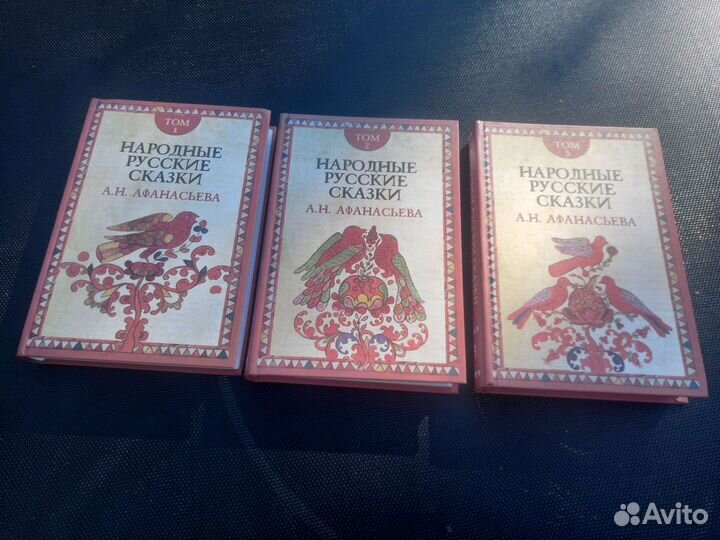 ТОМ
1
НАРОДНЫЕ
РУССКИЕ
СКАЗКИ
А.Н. АФАНАСЬЕВА
ТОМ
2
НАРОДНЫЕ
РУССКИЕ
СКАЗКИ
А.Н. АФАНАСЬЕВА
ТОМ
3
НАРОДНЫЕ
РУССКИЕ
СКАЗКИ
А.Н. АФАНАСЬЕВА
Avito